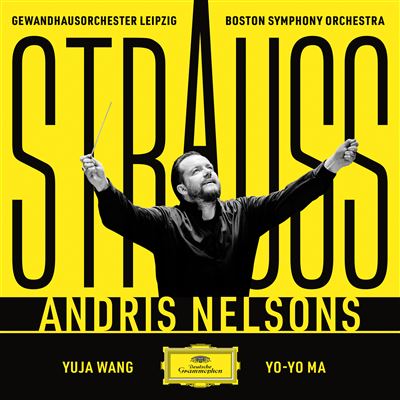 GEWANDHAUSORCHESTER LEIPZIG BOSTON SYMPHONY ORCHESTRA
STRAUSS
ANDRIS NELSONS
YUJA WANG Deutsche Grammophon YO-YO MA